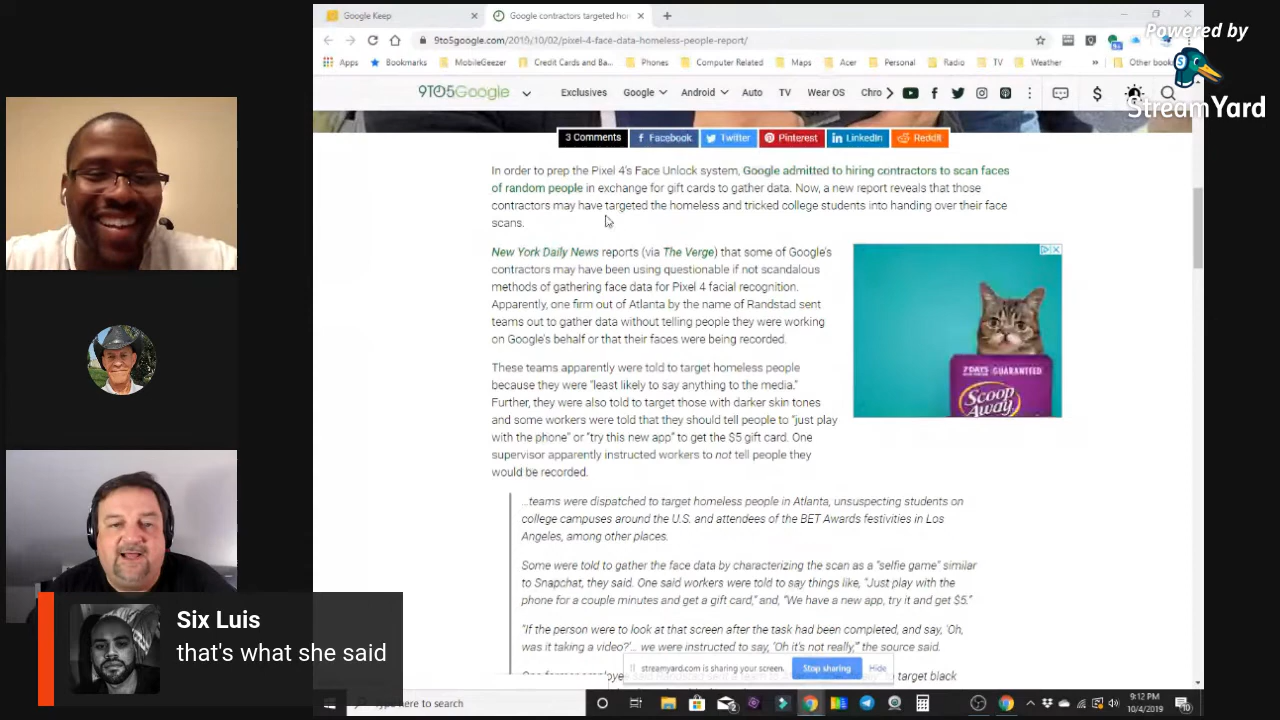 Google Keep
Google contractors targeted hor
9to5google.com/2019/10/02/pixel-4-face-data-homeless-people-report/
Powered by
StreamYard
Apps
Bookmarks
MobileGeezer
Credit Cards and Ba...
Phones
Computer Related
Maps
Acer
Personal
Radio
TV
Weather
»
Other book
9TO5Google
Exclusives
Google
Android
Auto
TV
Wear OS
Chro
3 Comments
Facebook
Twitter
Pinterest
LinkedIn
Reddit
In order to prep the Pixel 4's Face Unlock system, Google admitted to hiring contractors to scan faces
of random people in exchange for gift cards to gather data. Now, a new report reveals that those
contractors may have targeted the homeless and tricked college students into handing over their face
scans.
New York Daily News reports (via The Verge) that some of Google's
contractors may have been using questionable if not scandalous
methods of gathering face data for Pixel 4 facial recognition.
Apparently, one firm out of Atlanta by the name of Randstad sent
teams out to gather data without telling people they were working
on Google's behalf or that their faces were being recorded.
These teams apparently were told to target homeless people
because they were "least likely to say anything to the media."
Further, they were also told to target those with darker skin tones
and some workers were told that they should tell people to "just play
with the phone" or "try this new app" to get the $5 gift card. One
supervisor apparently instructed workers to not tell people they
would be recorded.
7 DAYS GUARANTEED
Scoop
Away
...teams were dispatched to target homeless people in Atlanta, unsuspecting students on
college campuses around the U.S. and attendees of the BET Awards festivities in Los
Angeles, among other places.
Some were told to gather the face data by characterizing the scan as a "selfie game" similar
to Snapchat, they said. One said workers were told to say things like, "Just play with the
phone for a couple minutes and get a gift card," and, "We have a new app, try it and get $5."
"If the person were to look at that screen after the task had been completed, and say, 'Oh,
was it taking a video?'... we were instructed to say, 'Oh it's not really,'" the source said.
target black
streamyard.com is sharing your screen.
Stop sharing
Hide
Six Luis
that's what she said
here to search
9:12 PM
10/4/2019